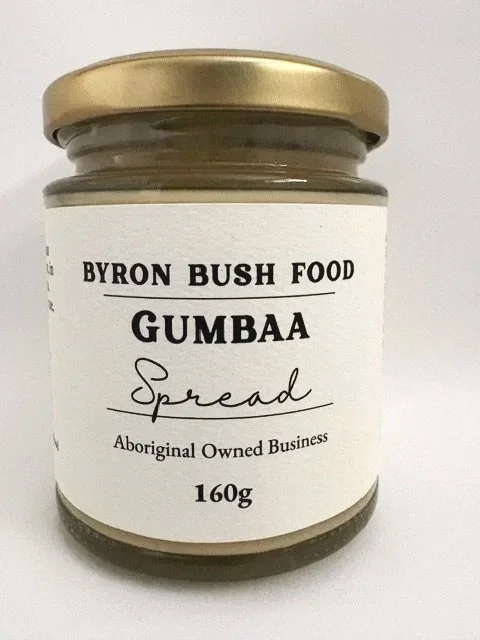 BYRON BUSH FOOD
GUMBAA
Spread
Aboriginal Owned Business
160g